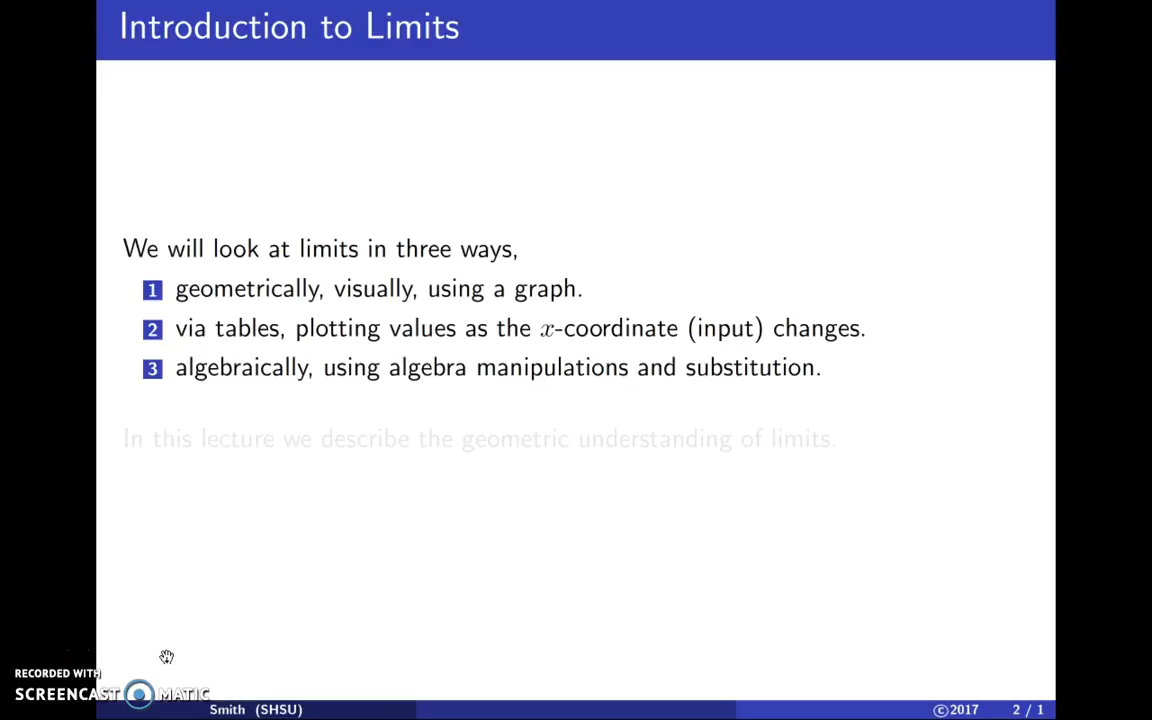 Introduction to Limits
We will look at limits in three ways,
1 geometrically, visually, using a graph.
2 via tables, plotting values as the x-coordinate (input) changes.
3 algebraically, using algebra manipulations and substitution.
In this lecture we describe the geometric understanding of limits.
RECORDED WITH
SCREENCAST MATIC
Smith (SHSU) ©2017 2 / 1